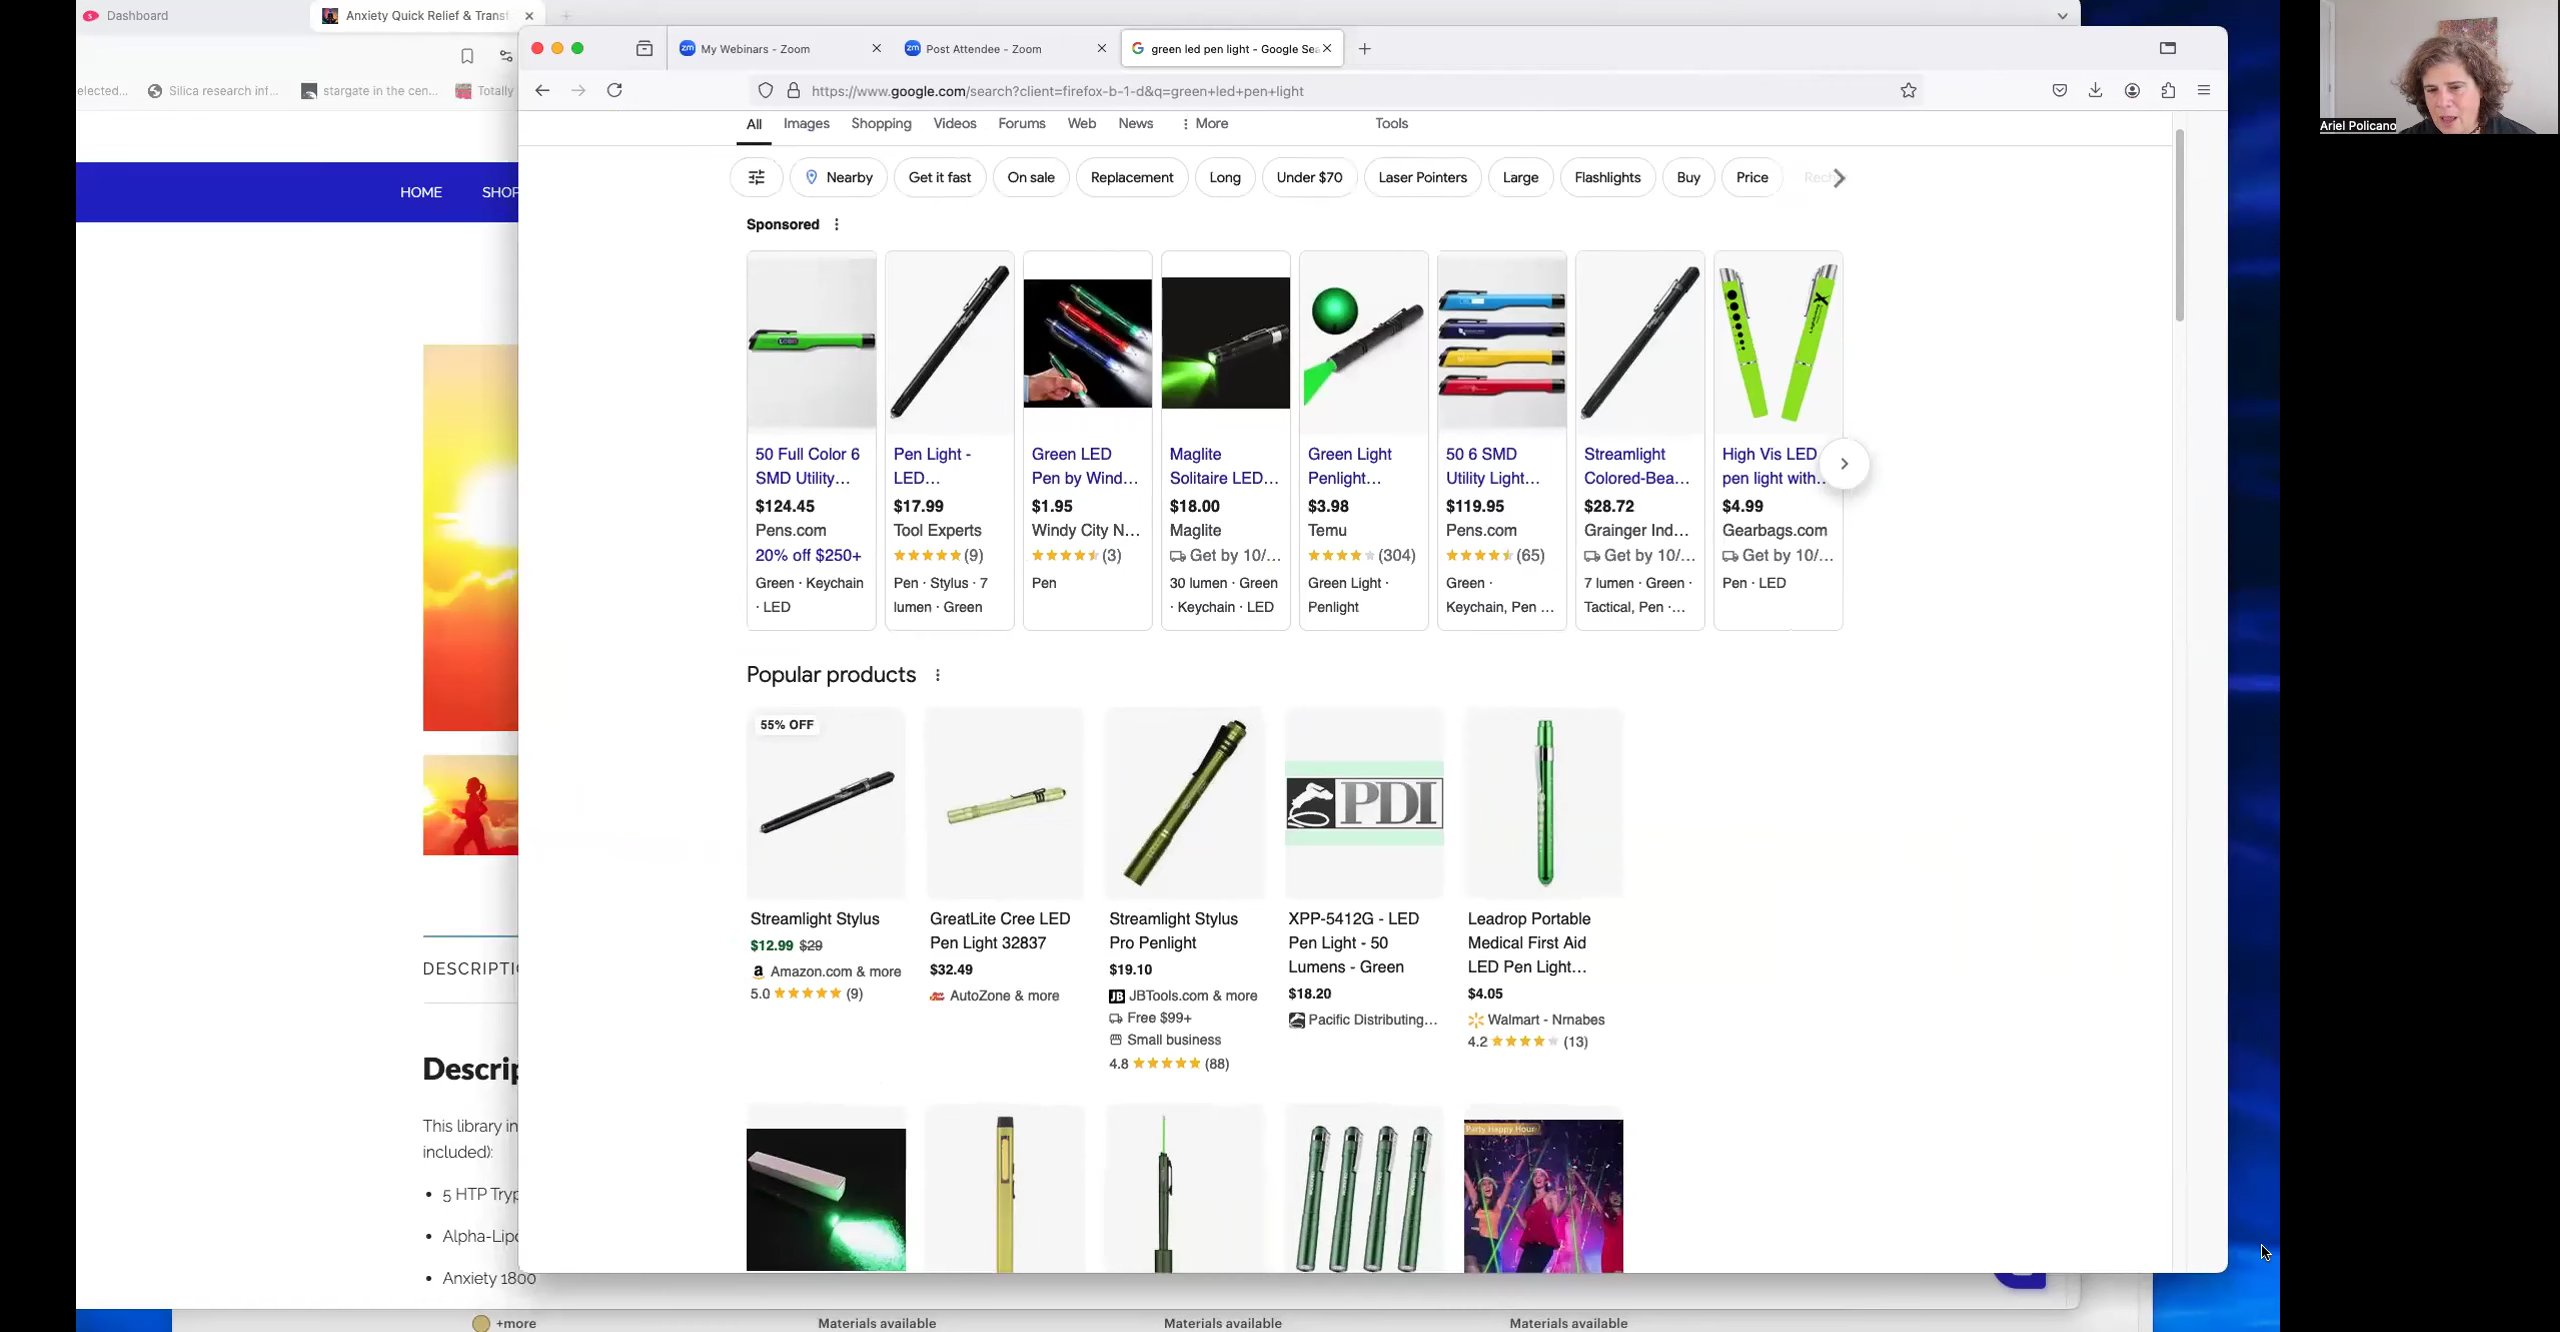 Dashboard
Anxiety Quick Relief & Transf
elected...
Silica research inf...
stargate in the cen...
Totally
HOME
SHOP
DESCRIPTIO
Descrip
This library in
included):
5 HTP Tryp
Alpha-Lipo
Anxiety 1800
+more
Materials available
Materials available
Materials available
My Webinars - Zoom
Post Attendee - Zoom
green led pen light - Google Sea
https://www.google.com/search?client=firefox-b-1-d&q=green+led+pen+light
All
Images
Shopping
Videos
Forums
Web
News
More
Tools
Nearby
Get it fast
On sale
Replacement
Long
Under $70
Laser Pointers
Large
Flashlights
Buy
Price
Rech
Sponsored
50 Full Color 6
SMD Utility...
$124.45
Pens.com
20% off $250+
Green · Keychain
· LED
Pen Light -
LED...
$17.99
Tool Experts
(9)
Pen · Stylus · 7
lumen · Green
Green LED
Pen by Wind...
$1.95
Windy City N...
(3)
Pen
Maglite
Solitaire LED...
$18.00
Maglite
Get by 10/...
30 lumen · Green
· Keychain · LED
Green Light
Penlight...
$3.98
Temu
(304)
Green Light ·
Penlight
50 6 SMD
Utility Light...
$119.95
Pens.com
(65)
Green ·
Keychain, Pen ...
Streamlight
Colored-Bea...
$28.72
Grainger Ind...
Get by 10/...
7 lumen · Green ·
Tactical, Pen ·...
High Vis LED
pen light with...
$4.99
Gearbags.com
Get by 10/...
Pen · LED
Popular products
55% OFF
Streamlight Stylus
$12.99 $29
Amazon.com & more
5.0 (9)
GreatLite Cree LED
Pen Light 32837
$32.49
AutoZone & more
Streamlight Stylus
Pro Penlight
$19.10
JB JBTools.com & more
Free $99+
Small business
4.8 (88)
PDI
XPP-5412G - LED
Pen Light - 50
Lumens - Green
$18.20
Pacific Distributing...
Leadrop Portable
Medical First Aid
LED Pen Light...
$4.05
Walmart - Nrnabes
4.2 (13)
Party Happy Hour
Ariel Policano